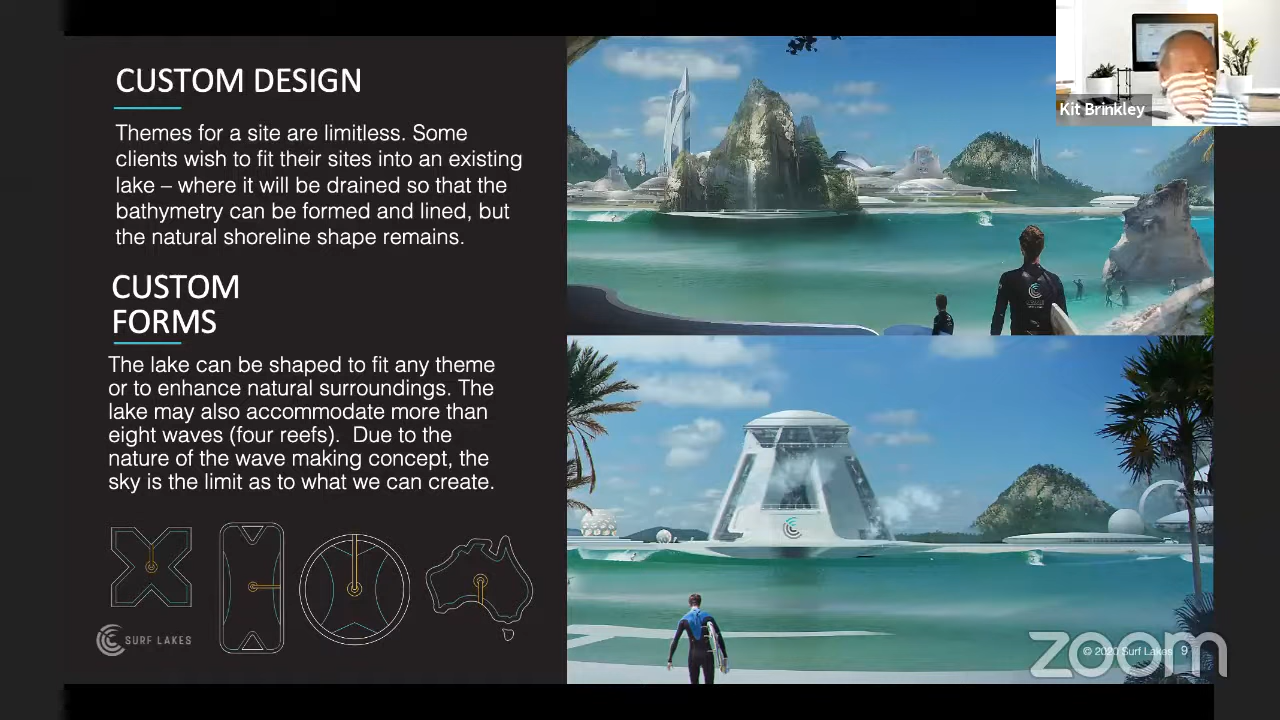 CUSTOM DESIGN
Themes for a site are limitless. Some
clients wish to fit their sites into an existing
lake – where it will be drained so that the
bathymetry can be formed and lined, but
the natural shoreline shape remains.
CUSTOM
FORMS
The lake can be shaped to fit any theme
or to enhance natural surroundings. The
lake may also accommodate more than
eight waves (four reefs).  Due to the
nature of the wave making concept, the
sky is the limit as to what we can create.
SURF LAKES
Kit Brinkley
© 2020 Surf Lakes 9
zoom